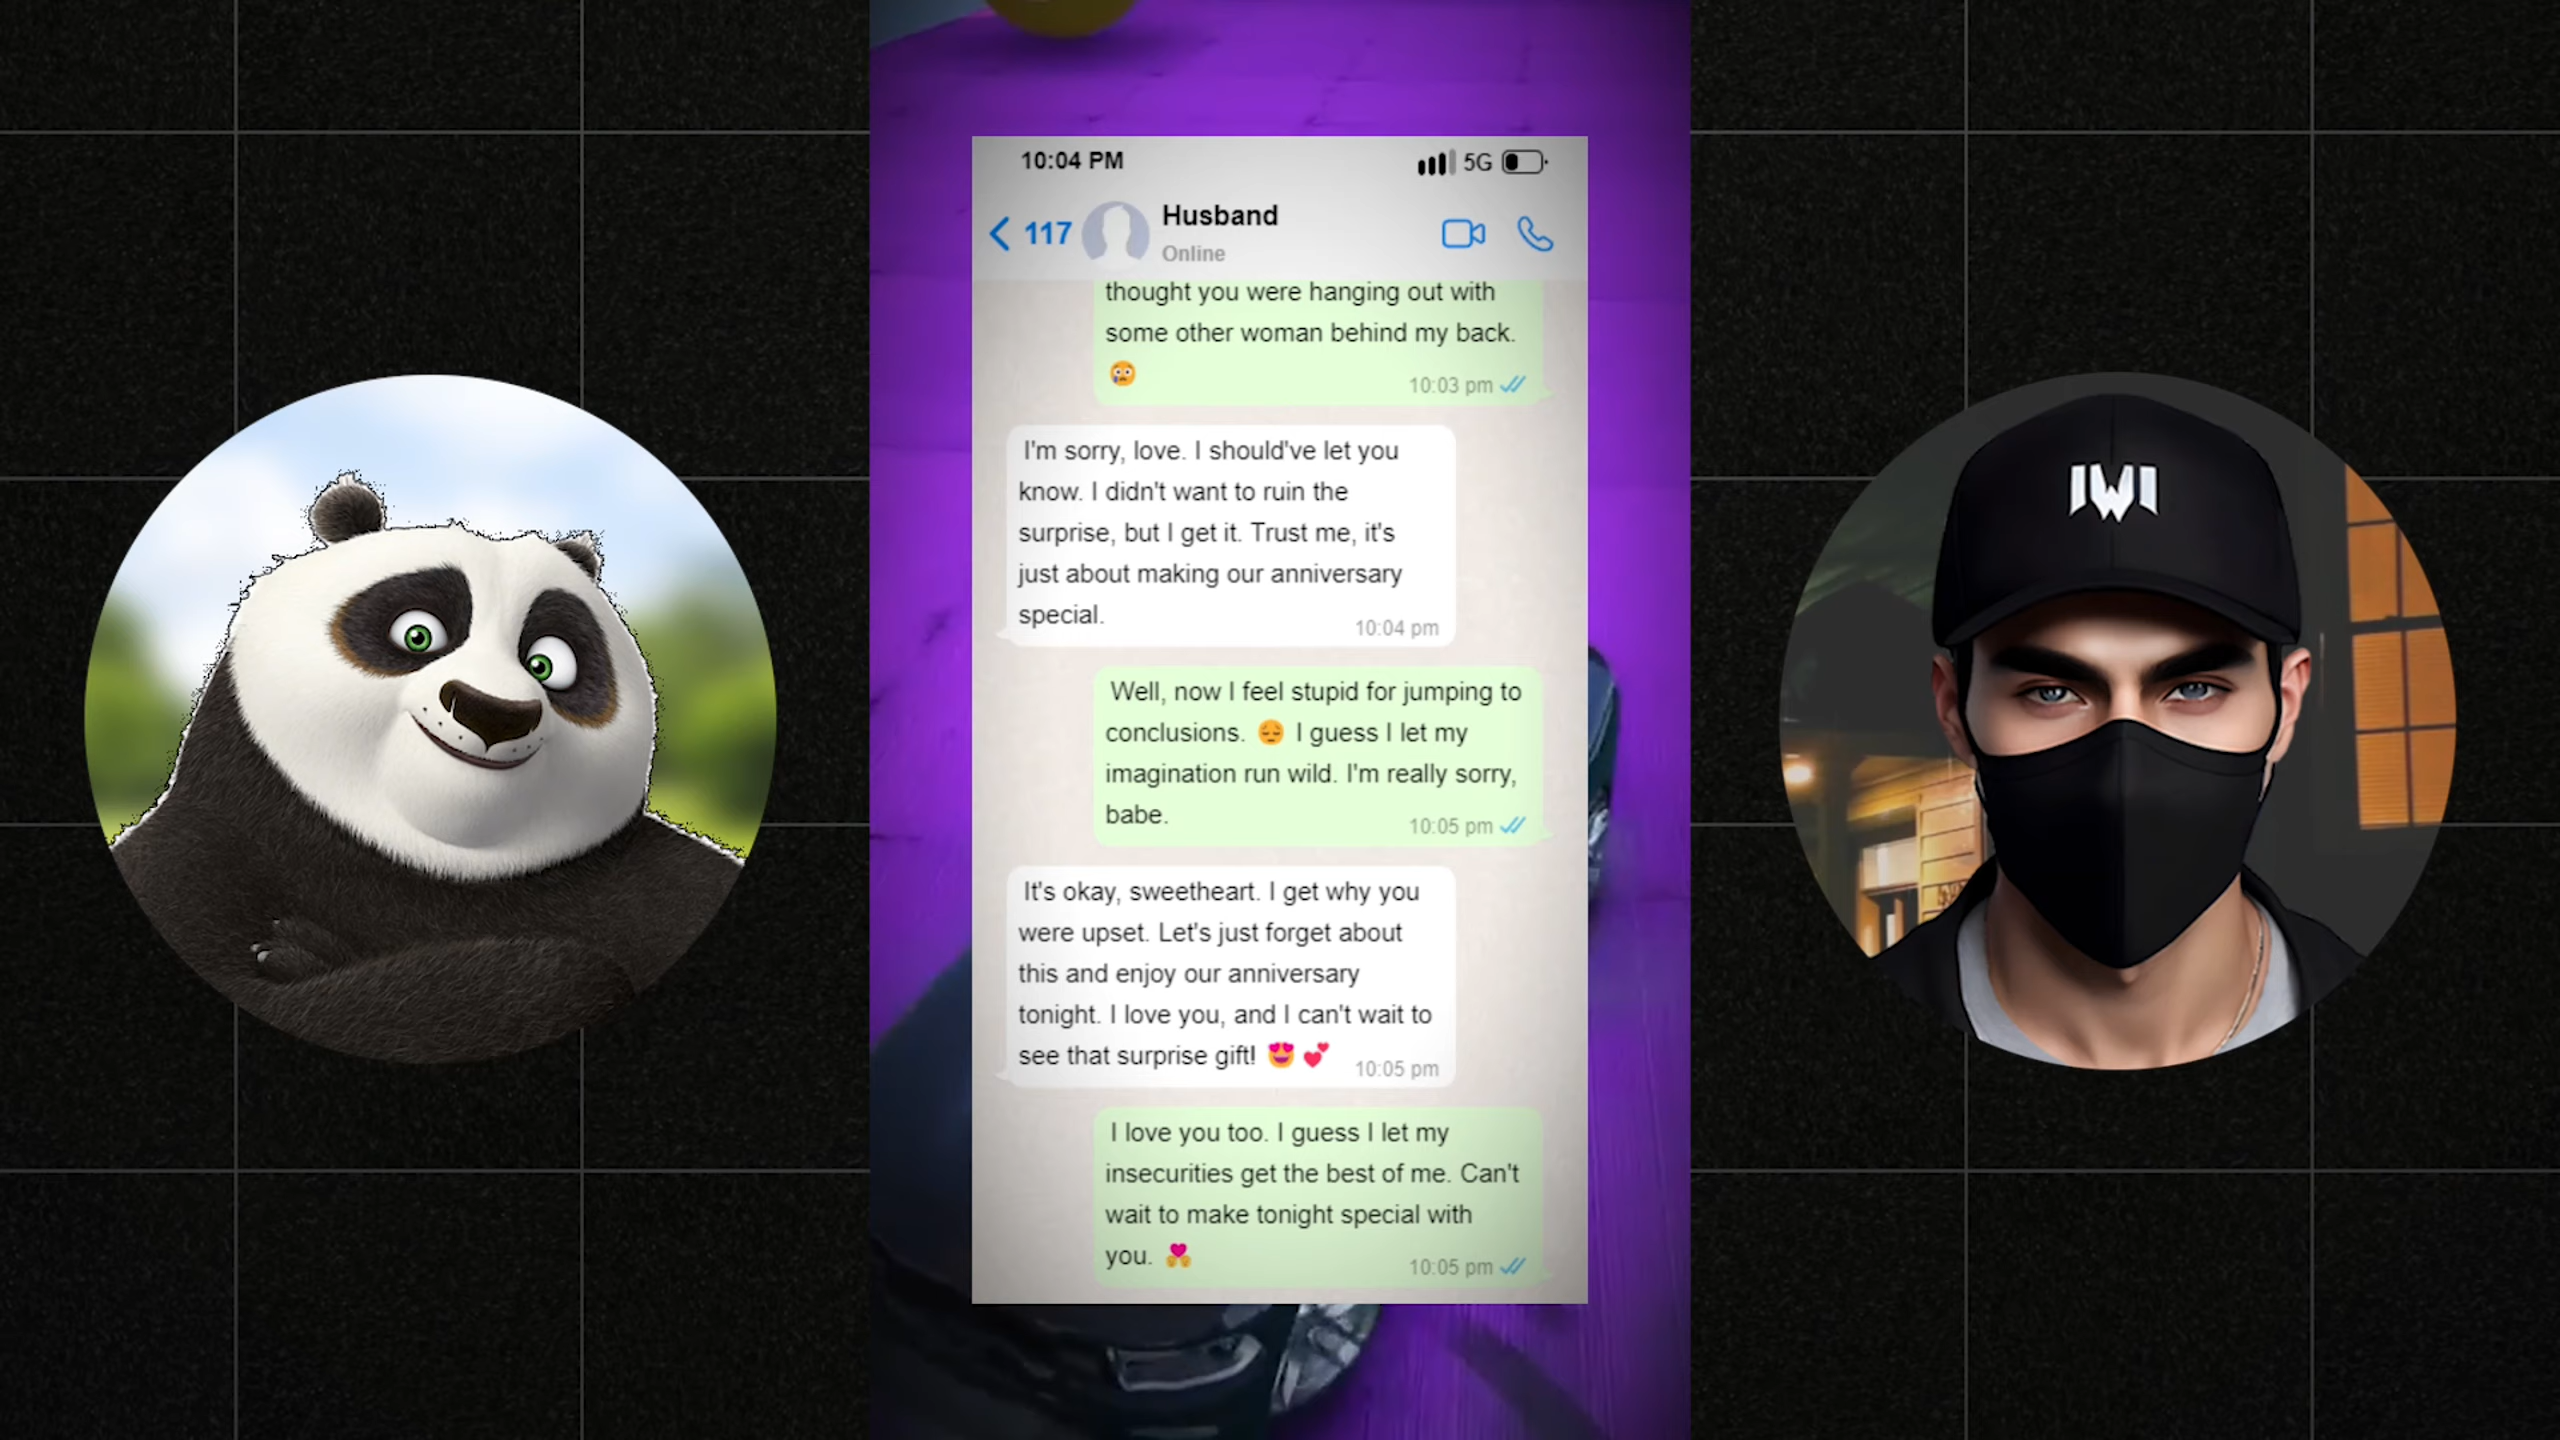 10:04 PM
5G
117
Husband
Online
thought you were hanging out with
some other woman behind my back.
😢
10:03 pm
I'm sorry, love. I should've let you
know. I didn't want to ruin the
surprise, but I get it. Trust me, it's
just about making our anniversary
special.
10:04 pm
Well, now I feel stupid for jumping to
conclusions. 😔 I guess I let my
imagination run wild. I'm really sorry,
babe.
10:05 pm
It's okay, sweetheart. I get why you
were upset. Let's just forget about
this and enjoy our anniversary
tonight. I love you, and I can't wait to
see that surprise gift! 😍 💕
10:05 pm
I love you too. I guess I let my
insecurities get the best of me. Can't
wait to make tonight special with
you. 💏
10:05 pm